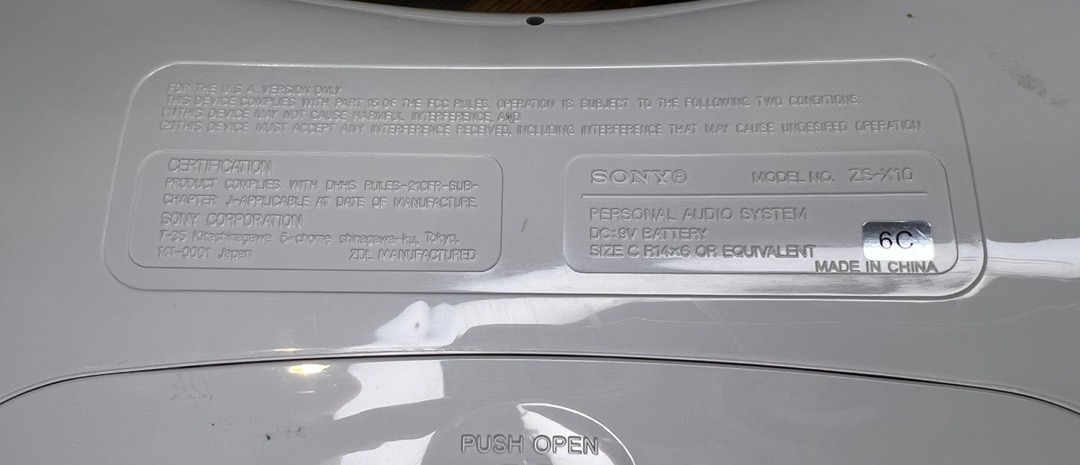 FOR THE U.S.A. VERSION ONLY
THIS DEVICE COMPLIES WITH PART 15 OF THE FCC RULES. OPERATION IS SUBJECT TO THE FOLLOWING TWO CONDITIONS:
(1)THIS DEVICE MAY NOT CAUSE HARMFUL INTERFERENCE, AND
(2)THIS DEVICE MUST ACCEPT ANY INTERFERENCE RECEIVED, INCLUDING INTERFERENCE THAT MAY CAUSE UNDESIRED OPERATION.
CERTIFICATION
PRODUCT COMPLIES WITH DHHS RULES-21CFR-SUB-
CHAPTER J-APPLICABLE AT DATE OF MANUFACTURE.
SONY CORPORATION
7-35 Kitashinagawa 6-chome shinagawa-ku, Tokyo,
141-0001 Japan ZDL MANUFACTURED
SONY® MODEL NO. ZS-X10
PERSONAL AUDIO SYSTEM
DC:9V BATTERY
SIZE C R14×6 OR EQUIVALENT
6C
MADE IN CHINA
PUSH OPEN